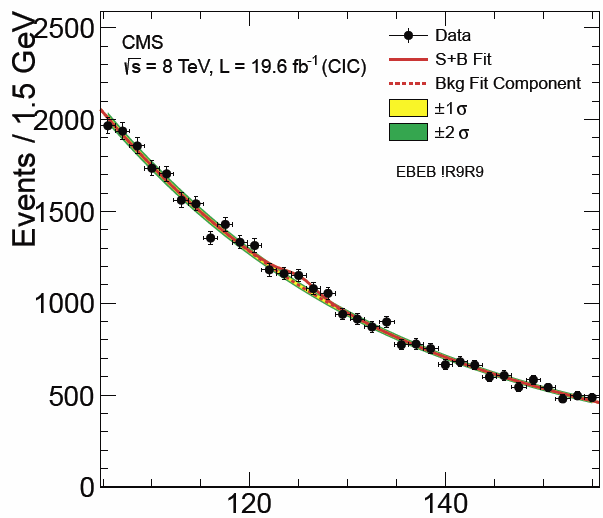 2500
2000
1500
1000
500
0
Events / 1.5 GeV
CMS
√s = 8 TeV, L = 19.6 fb⁻¹ (CIC)
Data
S+B Fit
Bkg Fit Component
±1σ
±2 σ
EBEB !R9R9
120
140